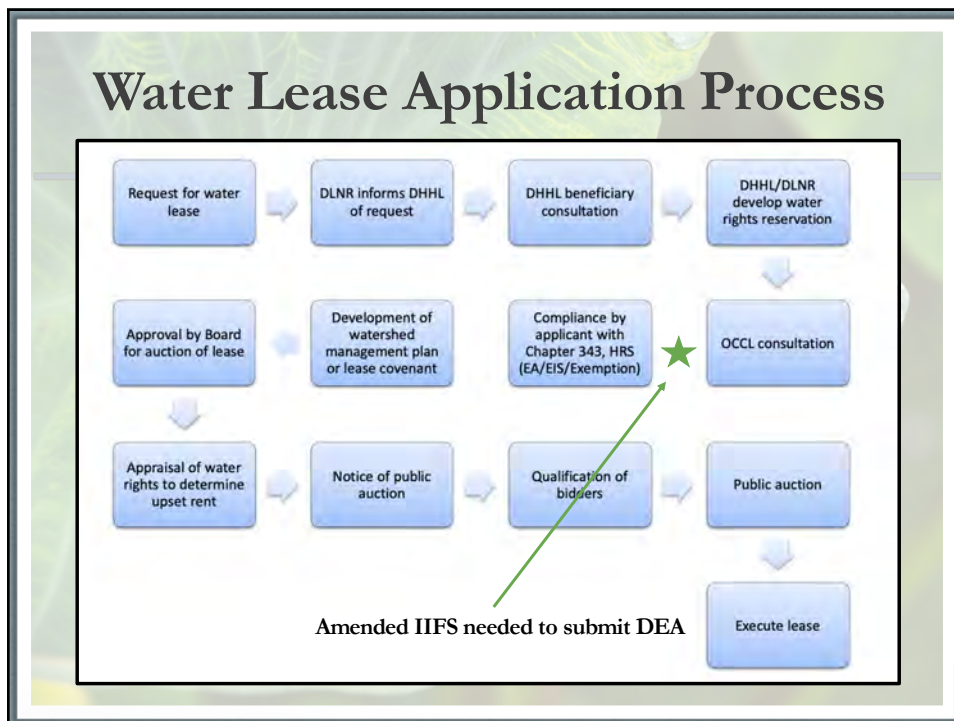 Water Lease Application Process
Request for water
lease
DLNR informs DHHL
of request
DHHL beneficiary
consultation
DHHL/DLNR
develop water
rights reservation
Approval by Board
for auction of lease
Development of
watershed
management plan
or lease covenant
Compliance by
applicant with
Chapter 343, HRS
(EA/EIS/Exemption)
OCCL consultation
Appraisal of water
rights to determine
upset rent
Notice of public
auction
Qualification of
bidders
Public auction
Amended IIFS needed to submit DEA
Execute lease